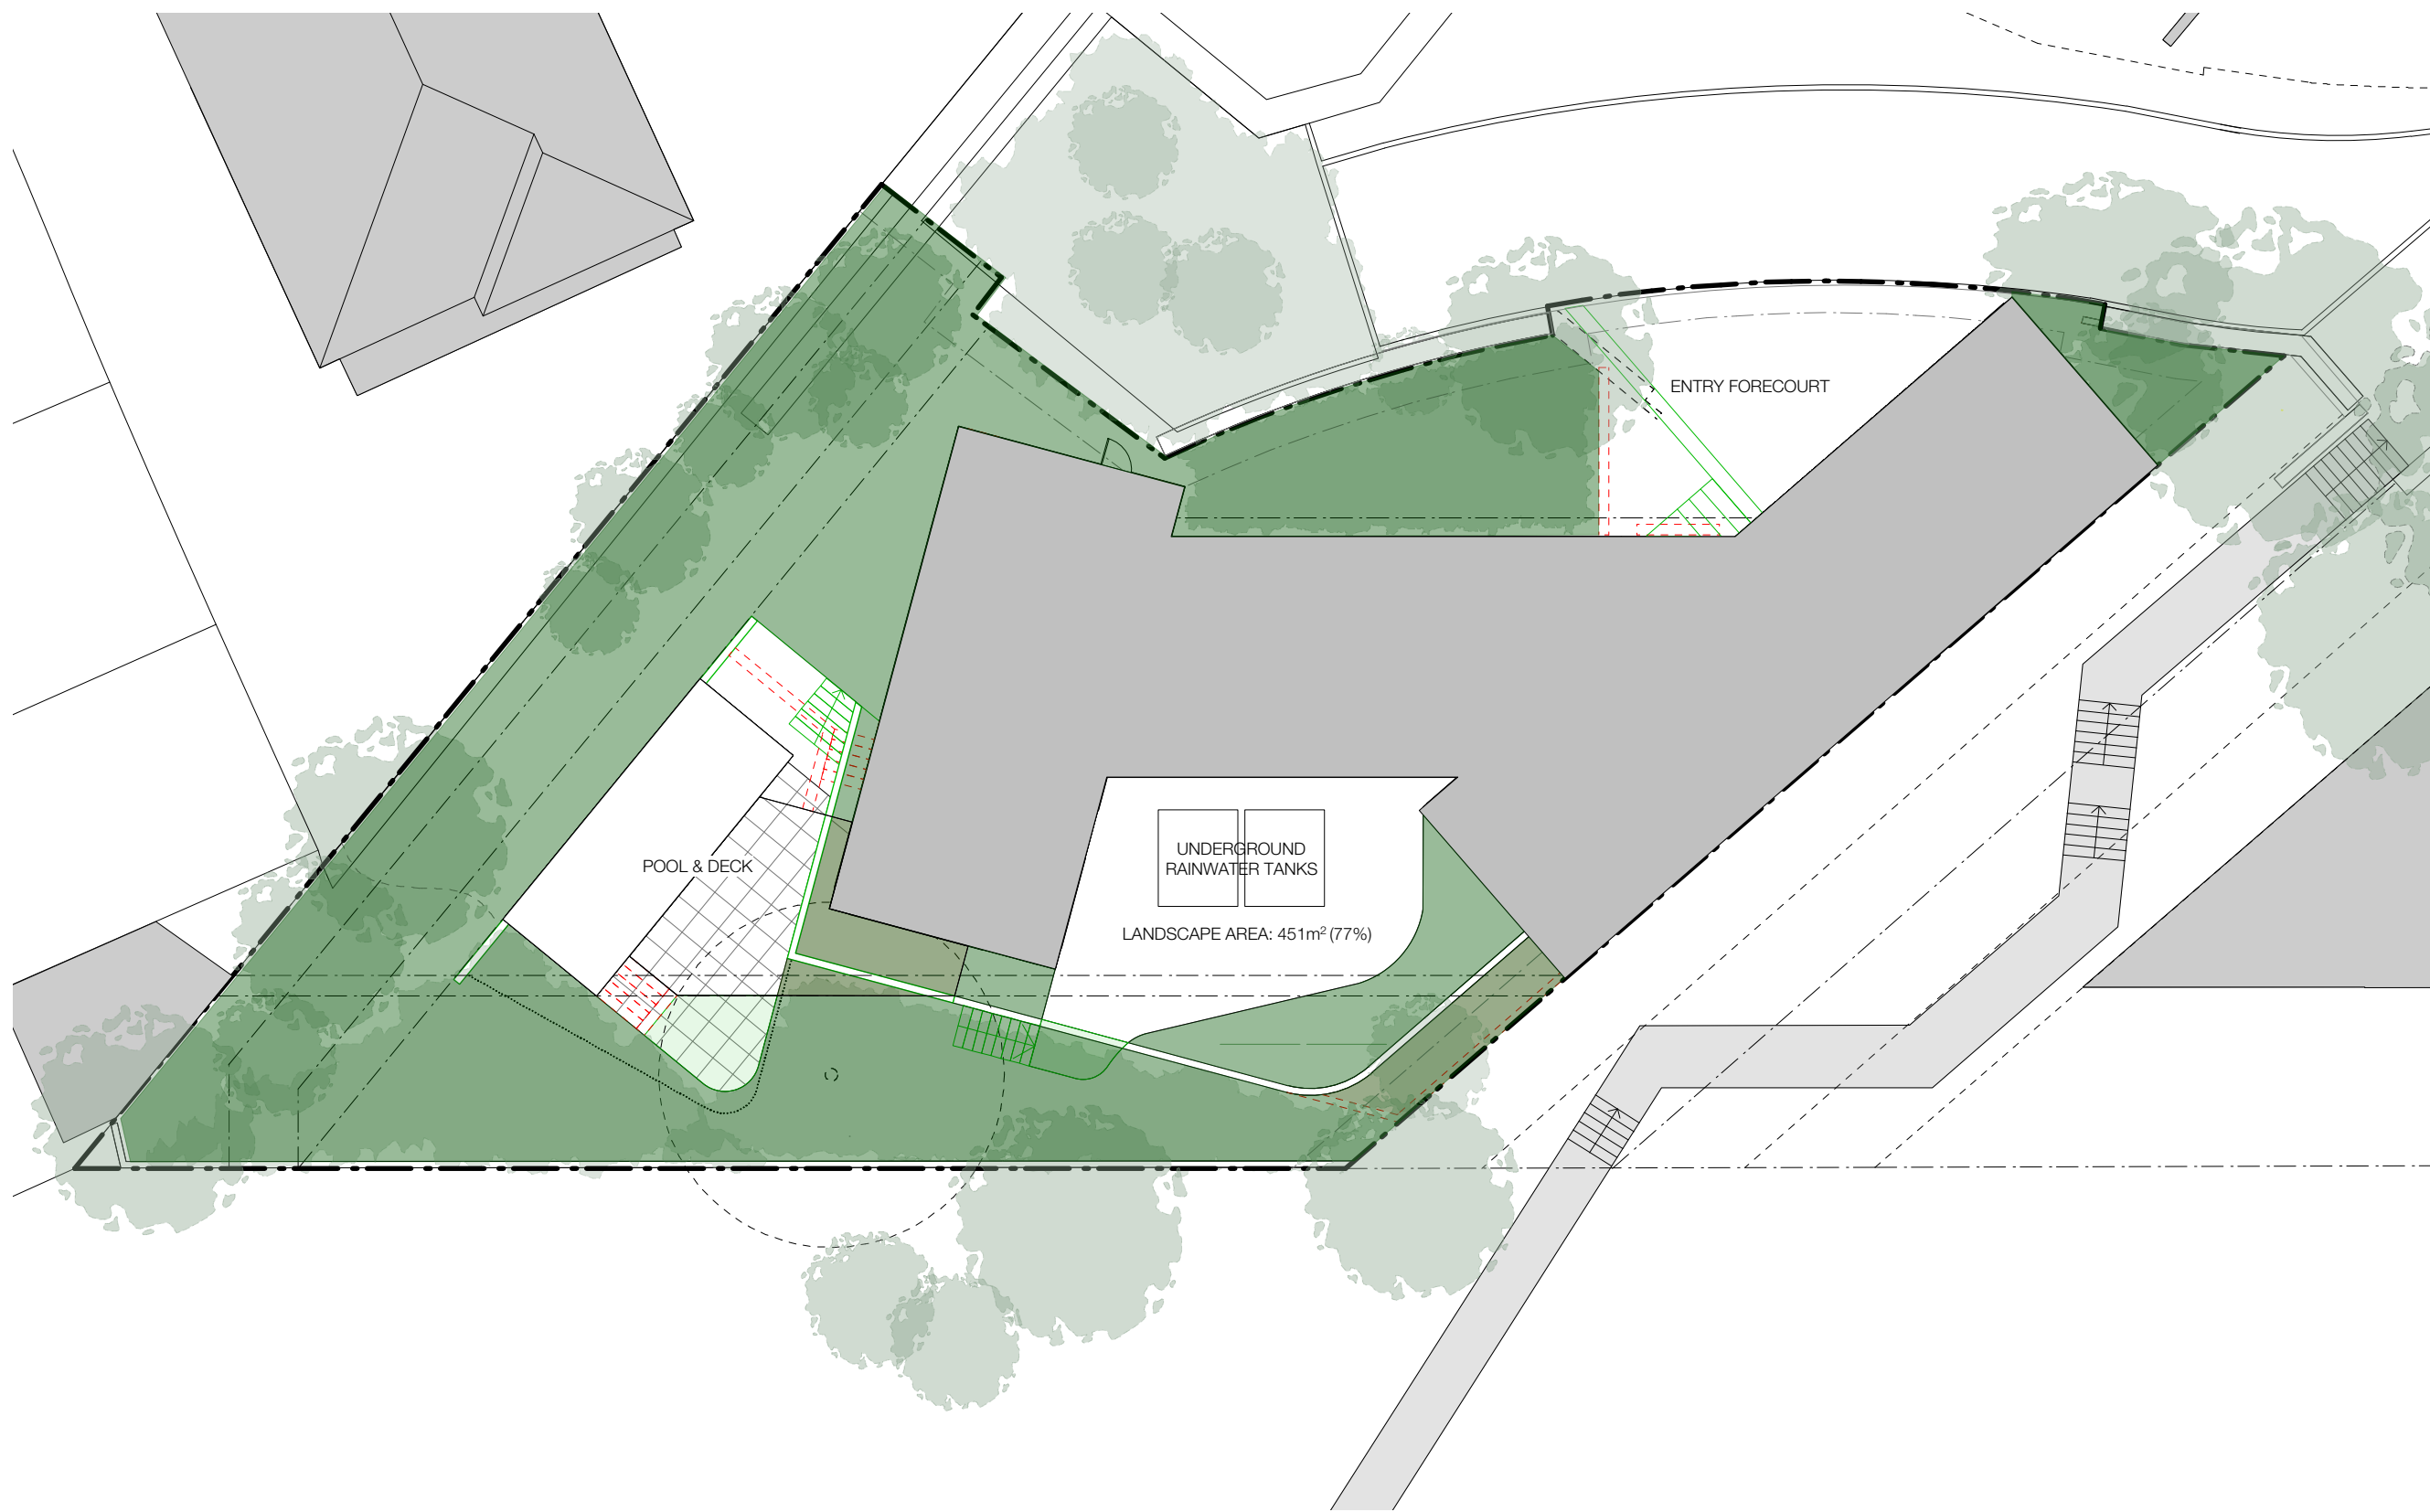 ENTRY FORECOURT
POOL & DECK
UNDERGROUND
RAINWATER TANKS
LANDSCAPE AREA: 451m² (77%)